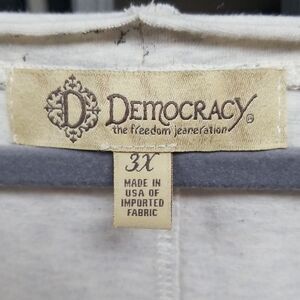 D
DEMOCRACY®
the freedom jeaneration
3X
MADE IN
USA OF
IMPORTED
FABRIC